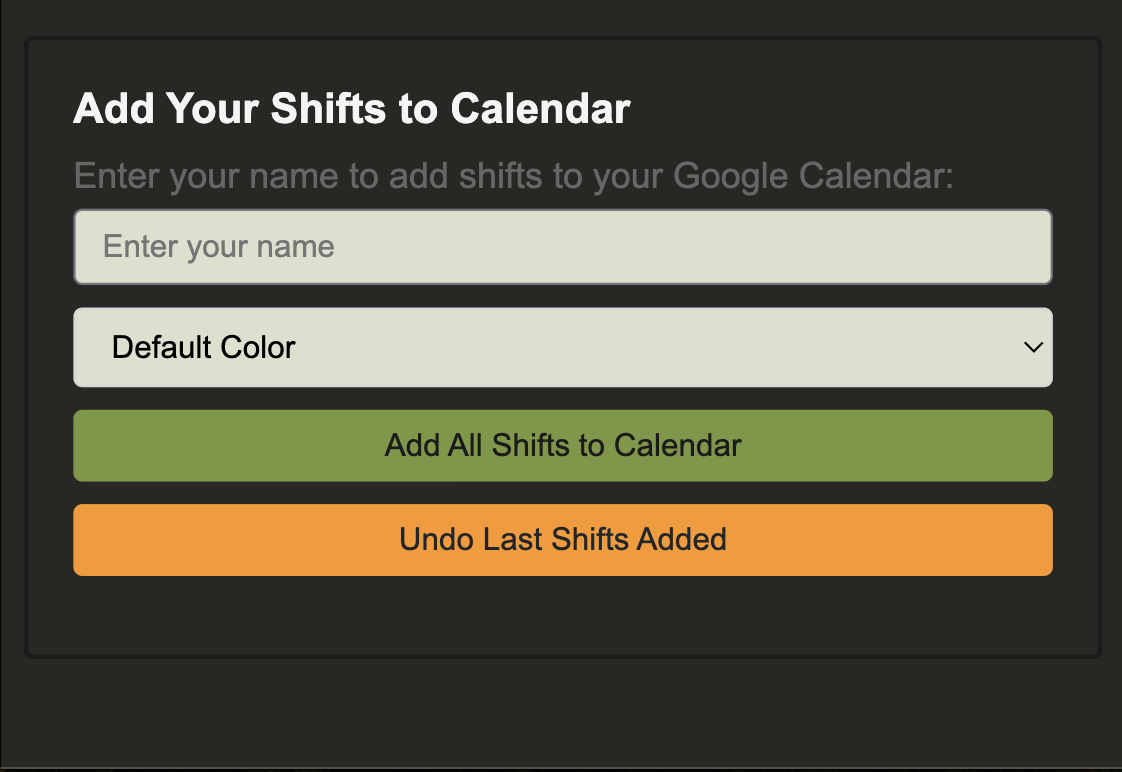 Add Your Shifts to Calendar
Enter your name to add shifts to your Google Calendar:
Enter your name
Default Color
Add All Shifts to Calendar
Undo Last Shifts Added